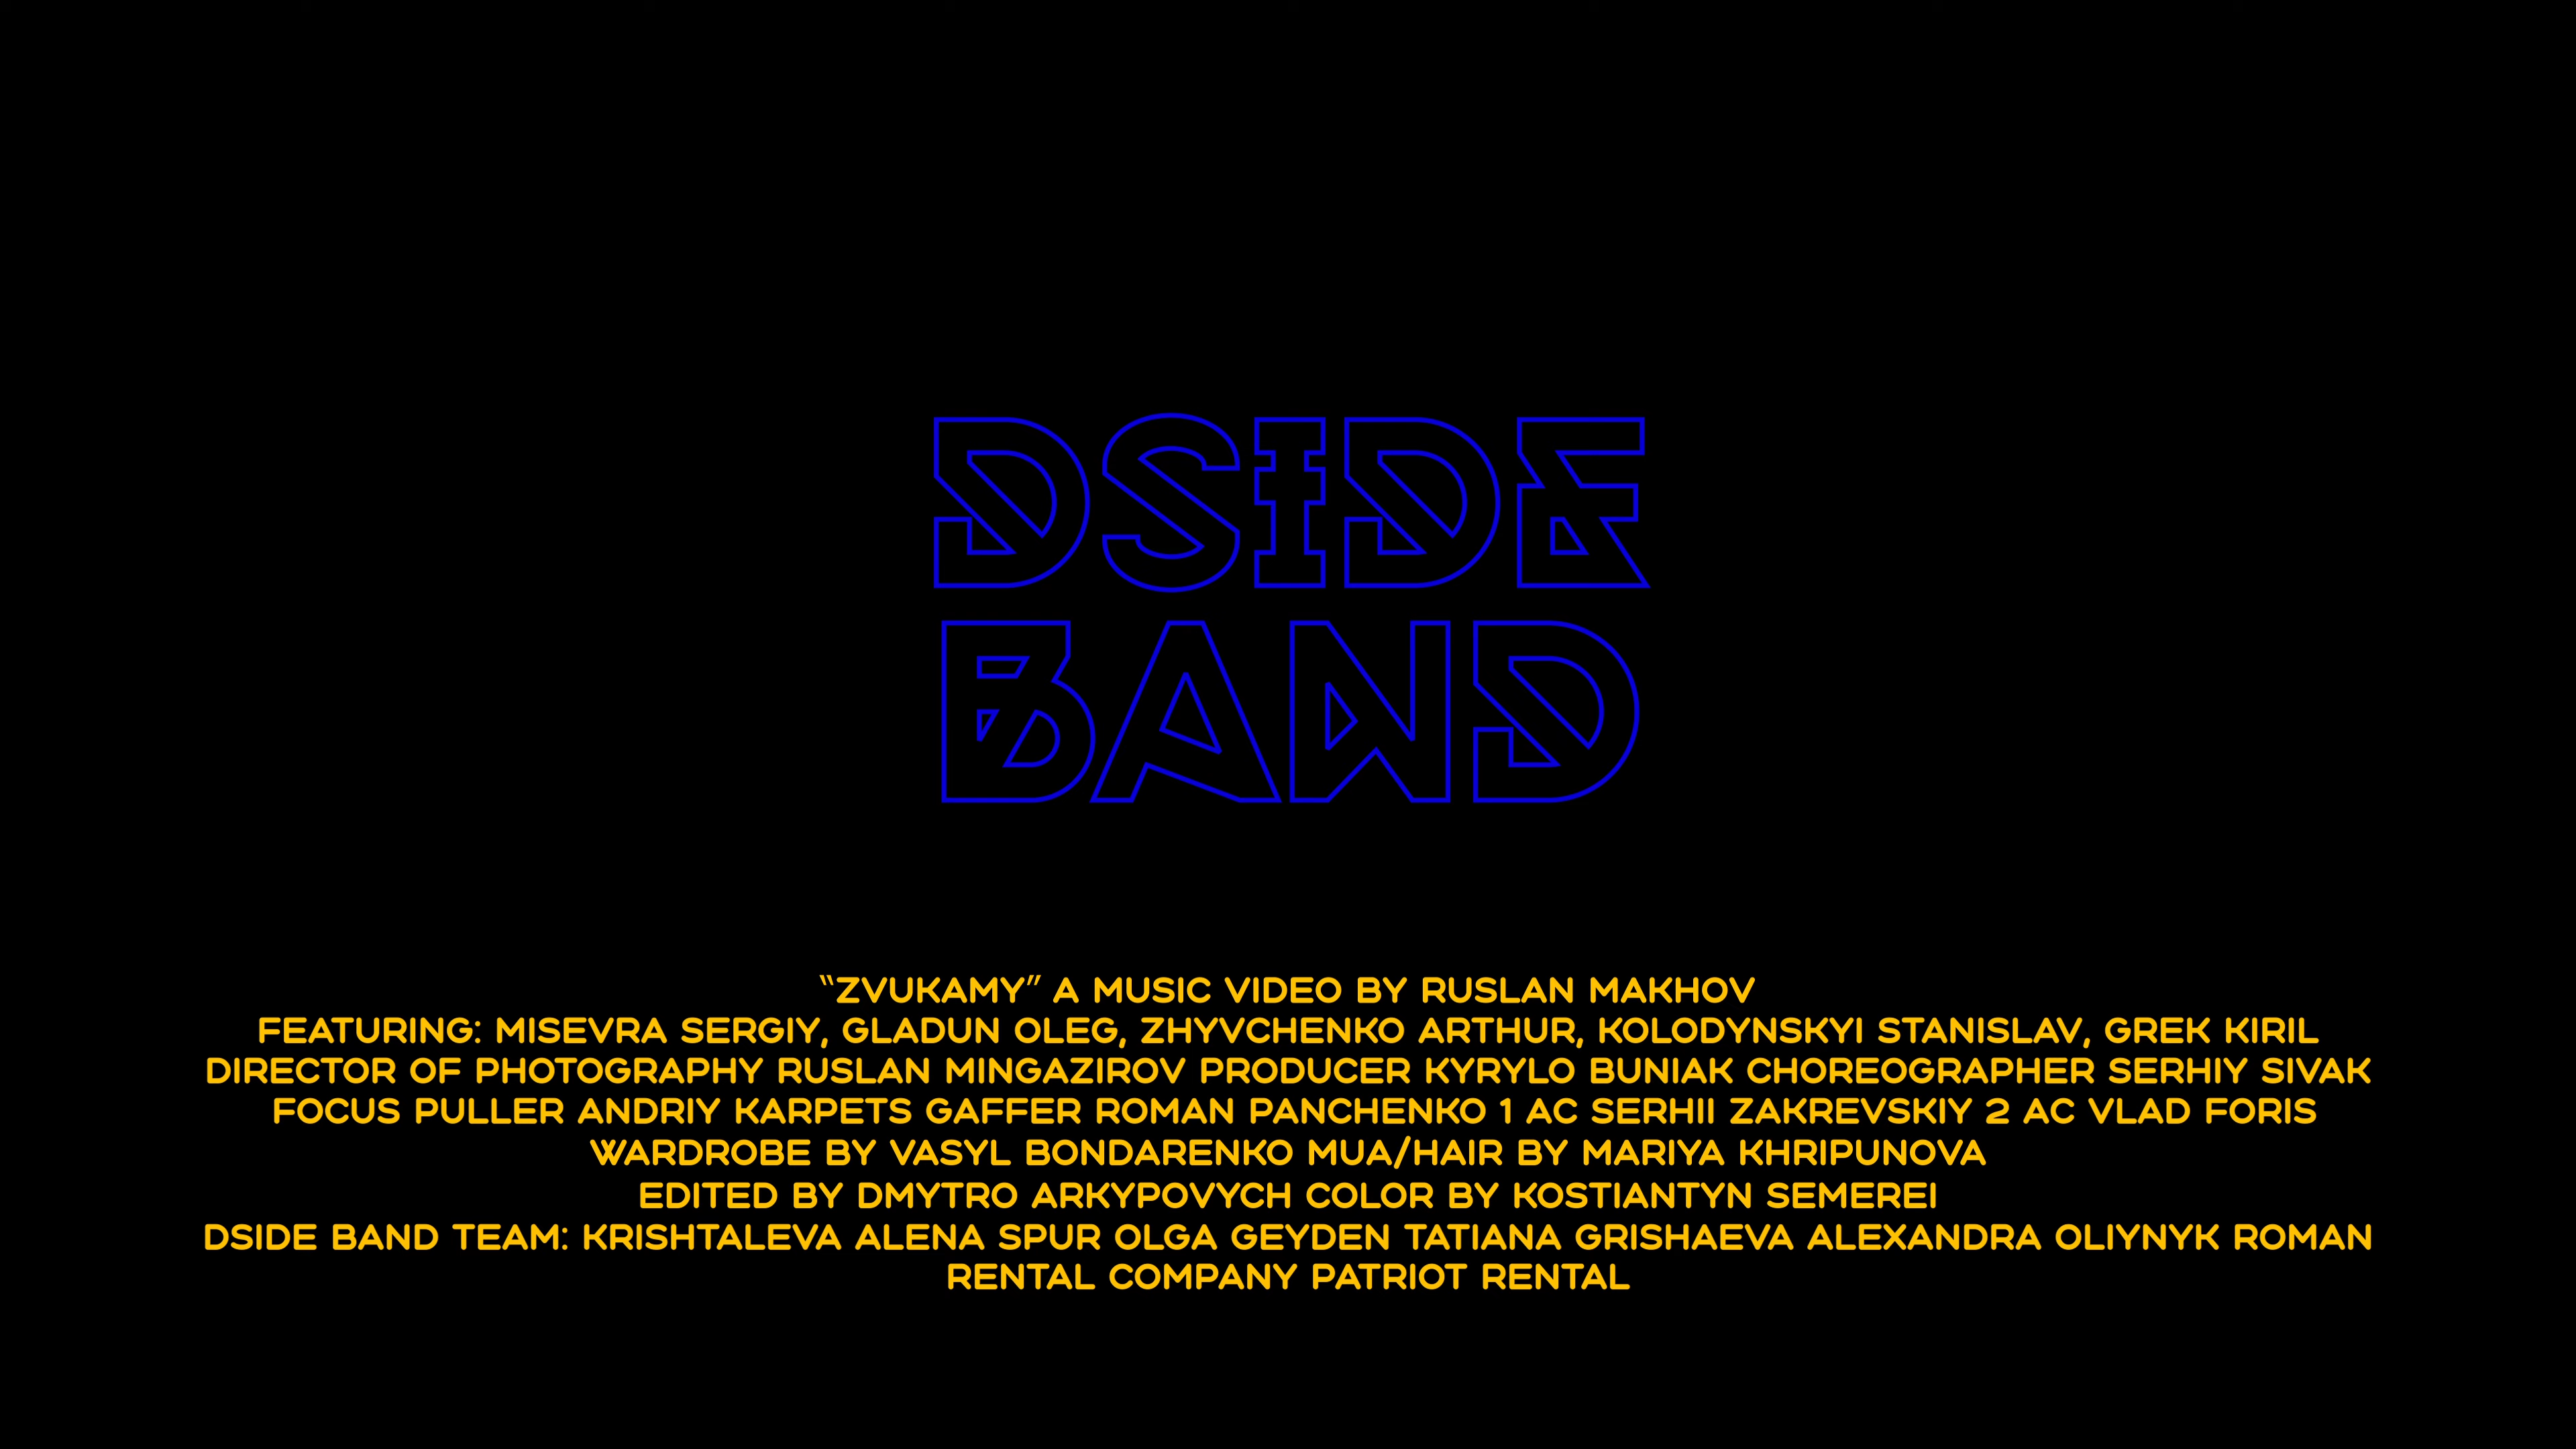 DSIDE
BAND
“ZVUKAMY” A MUSIC VIDEO BY RUSLAN MAKHOV
FEATURING: MISEVRA SERGIY, GLADUN OLEG, ZHYVCHENKO ARTHUR, KOLODYNSKYI STANISLAV, GREK KIRIL
DIRECTOR OF PHOTOGRAPHY RUSLAN MINGAZIROV PRODUCER KYRYLO BUNIAK CHOREOGRAPHER SERHIY SIVAK
FOCUS PULLER ANDRIY KARPETS GAFFER ROMAN PANCHENKO 1 AC SERHII ZAKREVSKIY 2 AC VLAD FORIS
WARDROBE BY VASYL BONDARENKO MUA/HAIR BY MARIYA KHRIPUNOVA
EDITED BY DMYTRO ARKYPOVYCH COLOR BY KOSTIANTYN SEMEREI
DSIDE BAND TEAM: KRISHTALEVA ALENA SPUR OLGA GEYDEN TATIANA GRISHAEVA ALEXANDRA OLIYNYK ROMAN
RENTAL COMPANY PATRIOT RENTAL